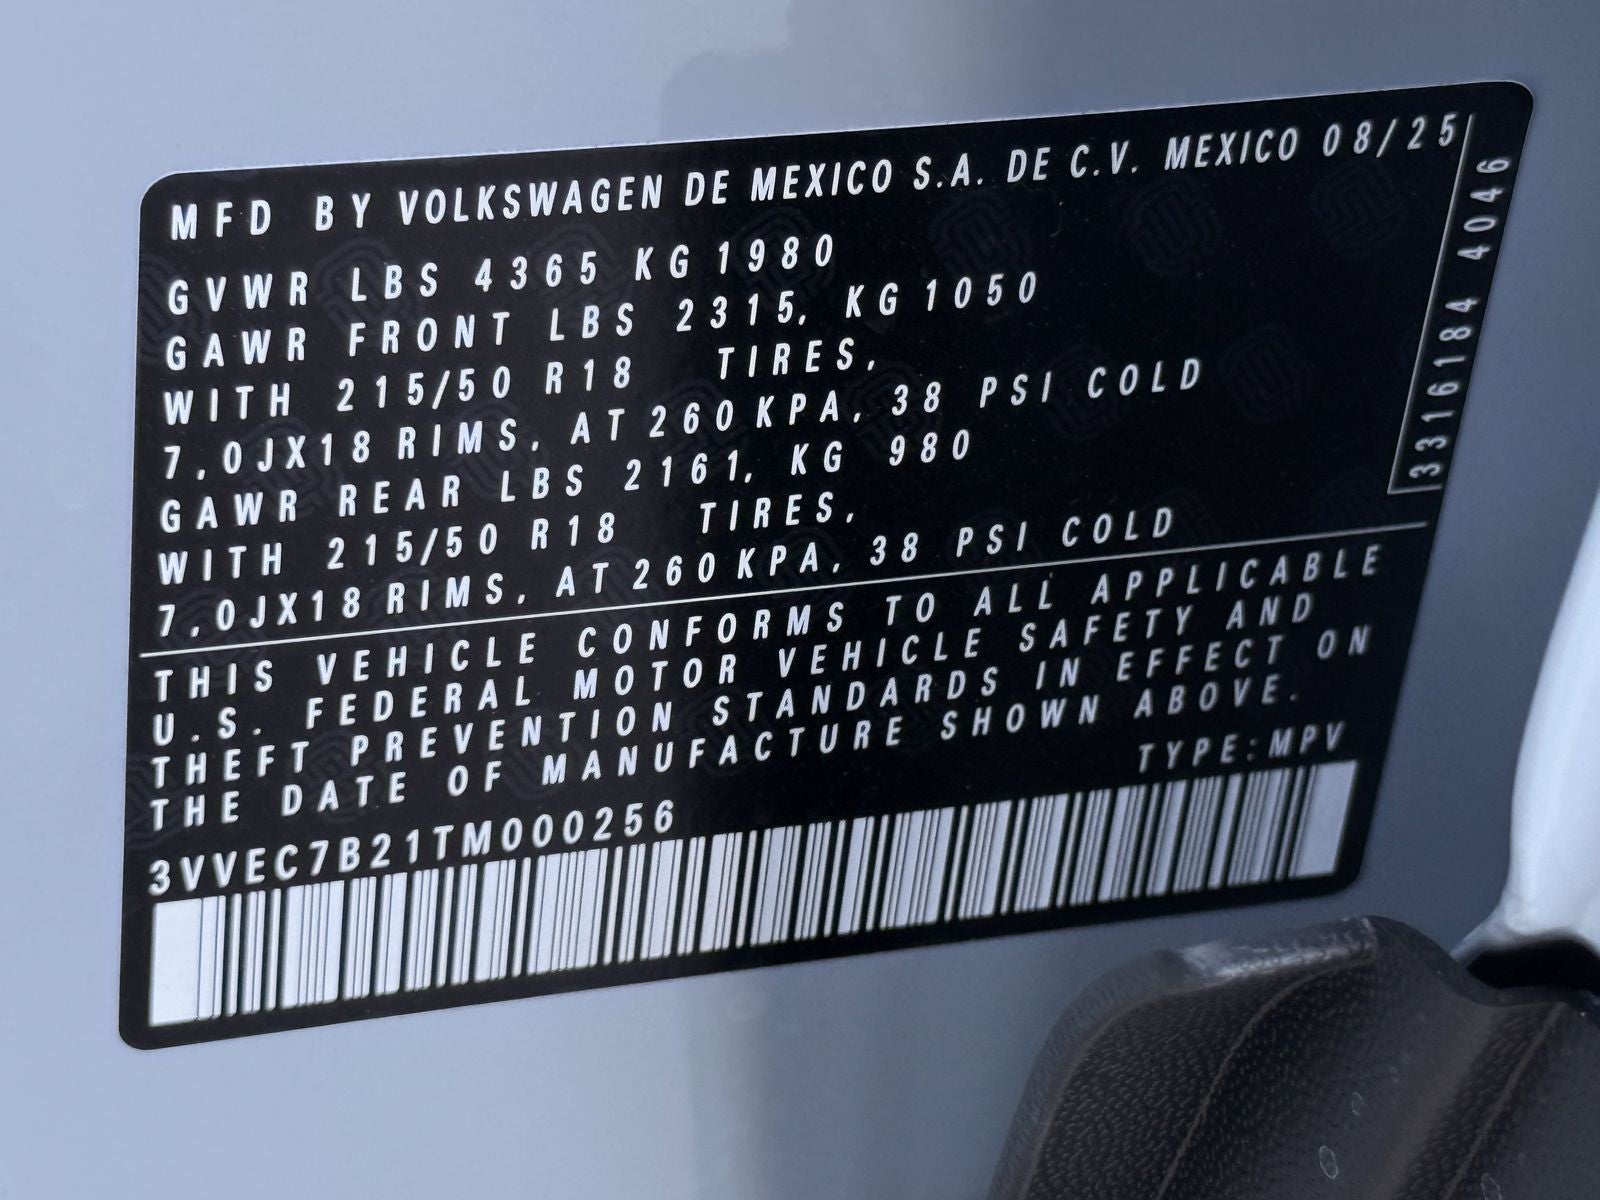 MFD BY VOLKSWAGEN DE MEXICO S.A. DE C.V. MEXICO 08/25
GVWR LBS 4365 KG 1980
GAWR FRONT LBS 2315, KG 1050
WITH 215/50 R18 TIRES,
7,0JX18 RIMS, AT 260 KPA, 38 PSI COLD
GAWR REAR LBS 2161, KG 980
WITH 215/50 R18 TIRES,
7,0JX18 RIMS, AT 260 KPA, 38 PSI COLD
THIS VEHICLE CONFORMS TO ALL APPLICABLE
U.S. FEDERAL MOTOR VEHICLE SAFETY AND
THEFT PREVENTION STANDARDS IN EFFECT ON
THE DATE OF MANUFACTURE SHOWN ABOVE.
TYPE:MPV
3VVEC7B21TM000256
3316184 4046